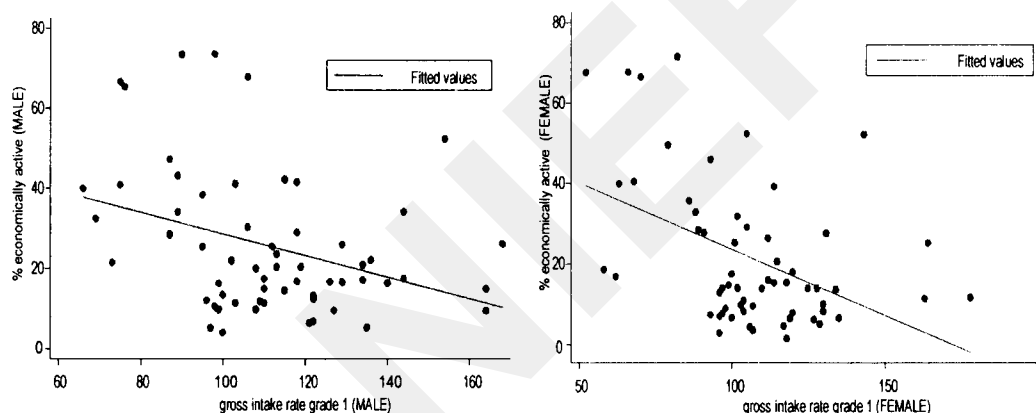 % economically active (MALE)
80
60
40
20
0
Fitted values
60 80 100 120 140 160
gross intake rate grade 1 (MALE)
% economically active (FEMALE)
80
60
40
20
0
Fitted values
50 100 150
gross intake rate grade 1 (FEMALE)